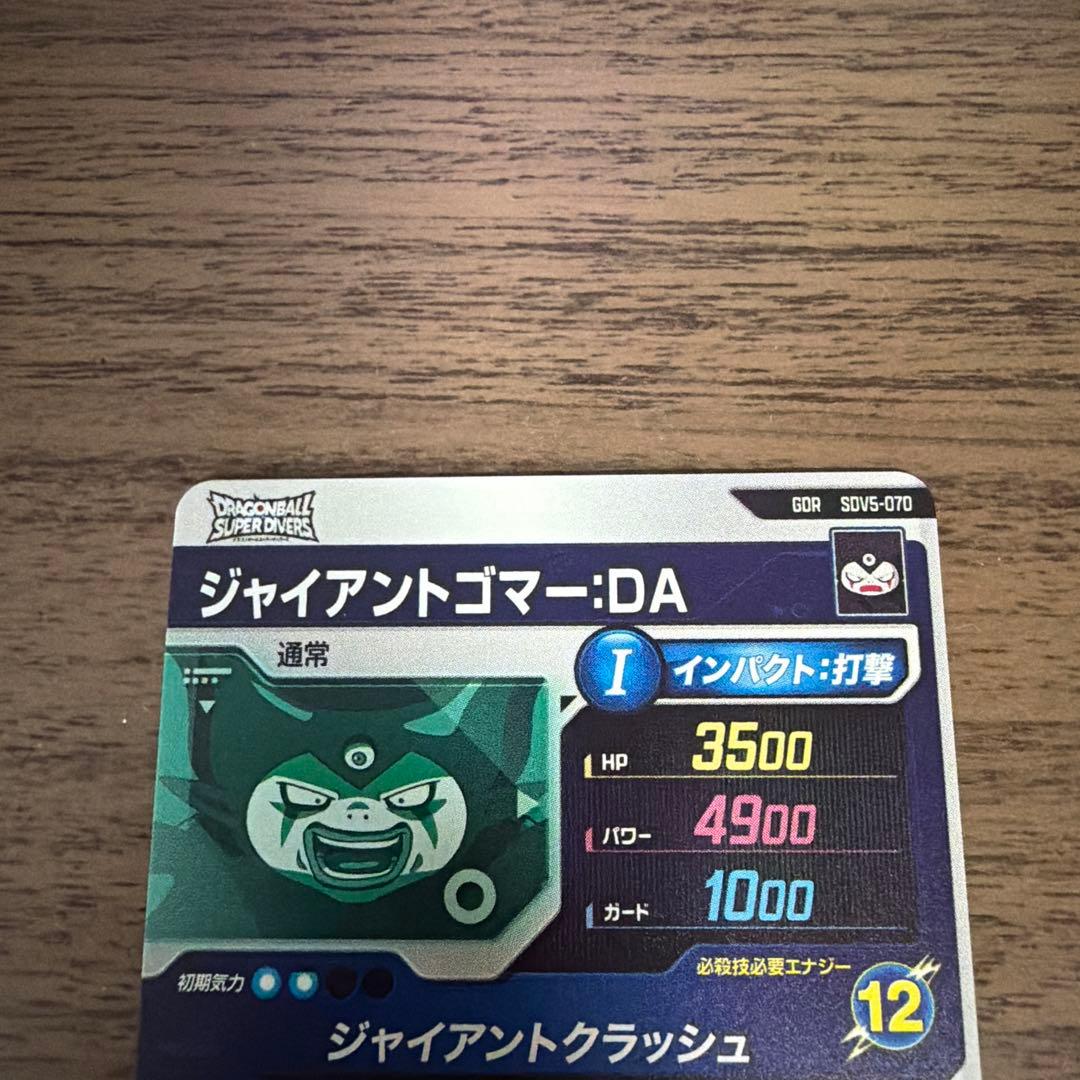 DRAGONBALL
SUPER DIVERS
GDR SDV5-070
ジャイアントゴマー:DA
通常
I インパクト:打撃
HP 3500
パワー 4900
ガード 1000
初期気力
必殺技必要エナジー
12
ジャイアントクラッシュ